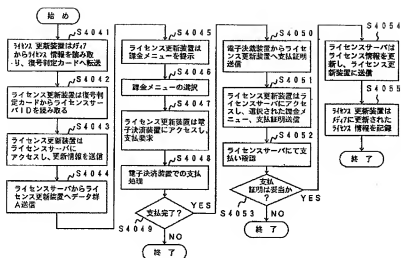 始め
S4041
ライセンス更新装置はメディア
からライセンス情報を読み取
り、復号判定カードへ転送
S4042
ライセンス更新装置は復号判
定カードからライセンスサー
バIDを読み取る
S4043
ライセンス更新装置は
ライセンスサーバに
アクセスし、更新情報を送信
S4044
ライセンスサーバからライ
センス更新装置へデータ群
A送信
S4045
ライセンス更新装置は
課金メニューを提示
S4046
課金メニューの選択
S4047
ライセンス更新装置は電
子決済装置にアクセスし、
支払要求
S4048
電子決済装置での支払
処理
支払完了?
YES
S4049
NO
終了
S4050
電子決済装置からライセ
ンス更新装置へ支払証明
送信
S4051
ライセンス更新装置はラ
イセンスサーバにアクセ
スし、選択された課金メ
ニュー、支払証明送信
S4052
ライセンスサーバにて支
払い確認
支払
証明は妥当か
?
YES
S4053
NO
終了
S4054
ライセンスサーバは
ライセンス情報を更
新し、ライセンス更
新装置に送信
S4055
ライセンス更新装置は
メディアに更新された
ライセンス情報を記録
終了